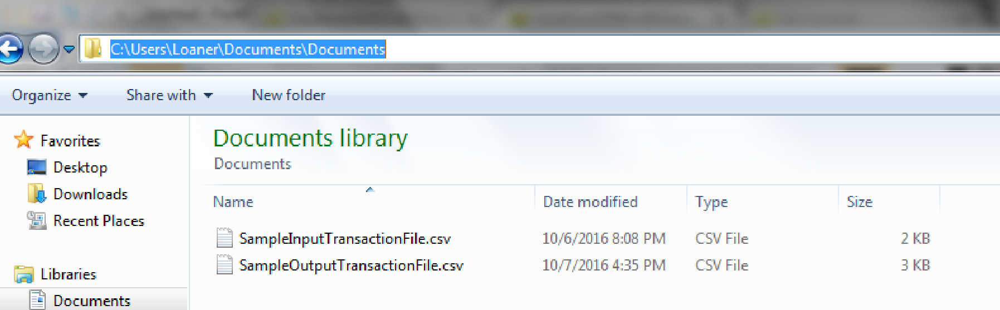 C:\Users\Loaner\Documents\Documents
Organize Share with New folder
Favorites
Desktop
Downloads
Recent Places
Libraries
Documents
Documents library
Documents
Name Date modified Type Size
SampleInputTransactionFile.csv 10/6/2016 8:08 PM CSV File 2 KB
SampleOutputTransactionFile.csv 10/7/2016 4:35 PM CSV File 3 KB